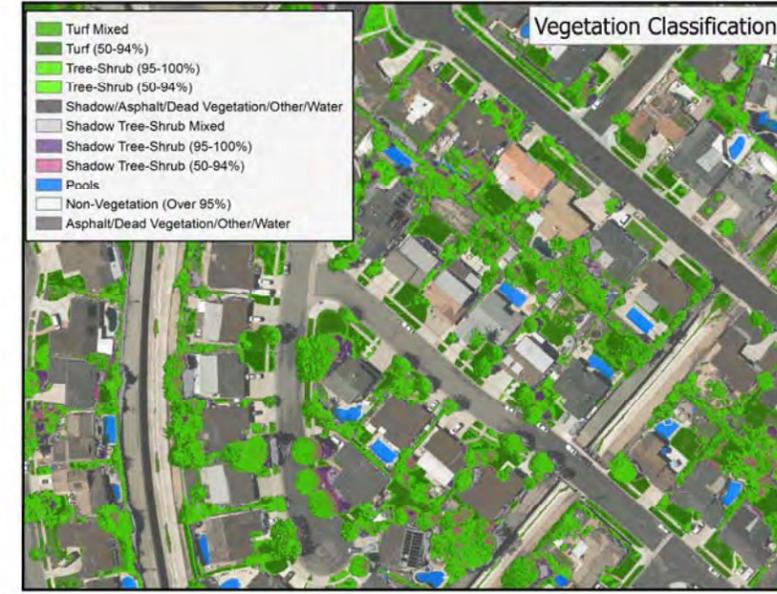 Vegetation Classification
Turf Mixed
Turf (50-94%)
Tree-Shrub (95-100%)
Tree-Shrub (50-94%)
Shadow/Asphalt/Dead Vegetation/Other/Water
Shadow Tree-Shrub Mixed
Shadow Tree-Shrub (95-100%)
Shadow Tree-Shrub (50-94%)
Pools
Non-Vegetation (Over 95%)
Asphalt/Dead Vegetation/Other/Water